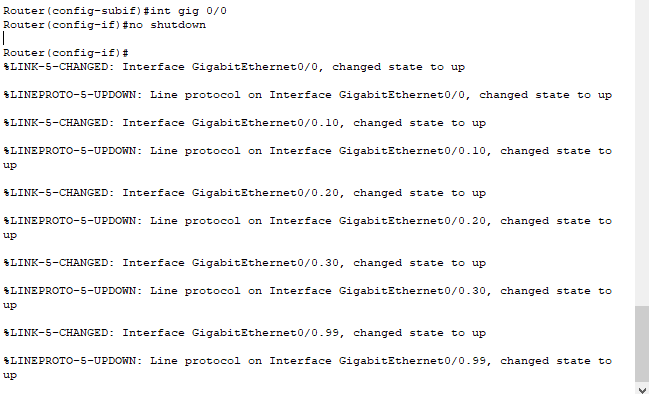 Router(config-subif)#int gig 0/0
Router(config-if)#no shutdown
Router(config-if)#
%LINK-5-CHANGED: Interface GigabitEthernet0/0, changed state to up
%LINEPROTO-5-UPDOWN: Line protocol on Interface GigabitEthernet0/0, changed state to up
%LINK-5-CHANGED: Interface GigabitEthernet0/0.10, changed state to up
%LINEPROTO-5-UPDOWN: Line protocol on Interface GigabitEthernet0/0.10, changed state to
up
%LINK-5-CHANGED: Interface GigabitEthernet0/0.20, changed state to up
%LINEPROTO-5-UPDOWN: Line protocol on Interface GigabitEthernet0/0.20, changed state to
up
%LINK-5-CHANGED: Interface GigabitEthernet0/0.30, changed state to up
%LINEPROTO-5-UPDOWN: Line protocol on Interface GigabitEthernet0/0.30, changed state to
up
%LINK-5-CHANGED: Interface GigabitEthernet0/0.99, changed state to up
%LINEPROTO-5-UPDOWN: Line protocol on Interface GigabitEthernet0/0.99, changed state to
up